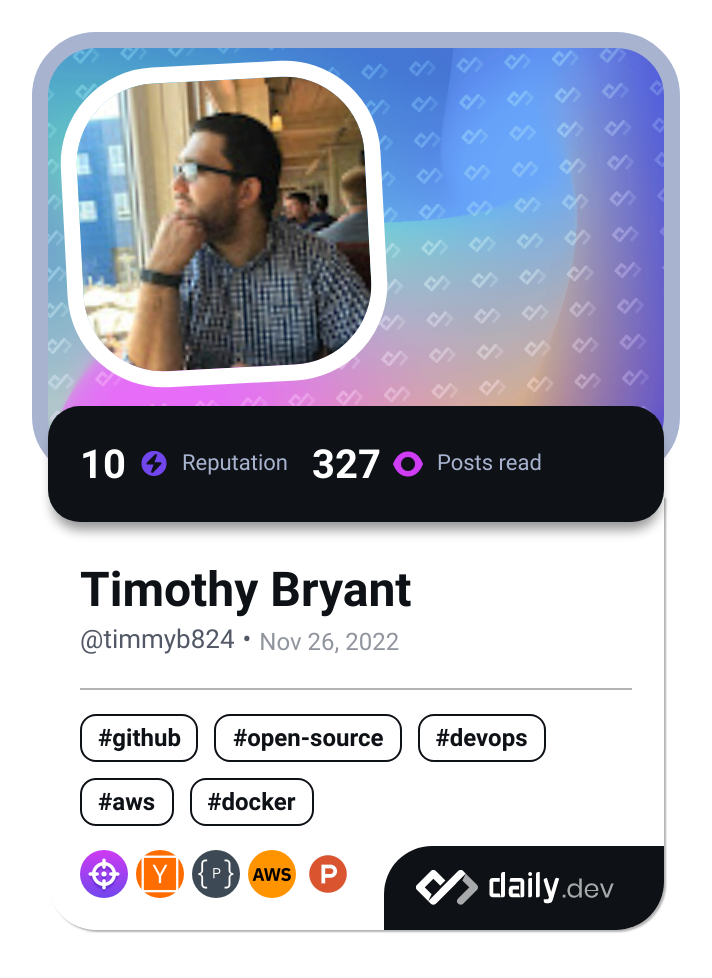 10 Reputation 327 Posts read
Timothy Bryant
@timmyb824 • Nov 26, 2022
#github #open-source #devops
#aws #docker
Y {P} AWS P
daily.dev